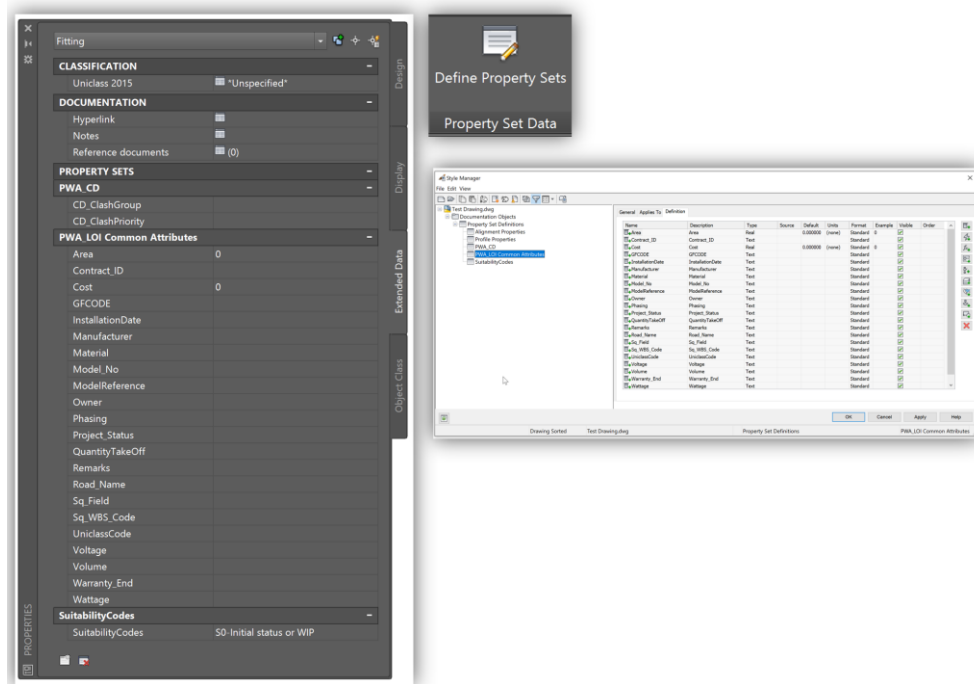 Fitting
CLASSIFICATION
Uniclass 2015 *Unspecified*
DOCUMENTATION
Hyperlink
Notes
Reference documents (0)
PROPERTY SETS
PWA_CD
CD_ClashGroup
CD_ClashPriority
PWA_LOI Common Attributes
Area 0
Contract_ID
Cost 0
GFCODE
InstallationDate
Manufacturer
Material
Model_No
ModelReference
Owner
Phasing
Project_Status
QuantityTakeOff
Remarks
Road_Name
Sq_Field
Sq_WBS_Code
UniclassCode
Voltage
Volume
Warranty_End
Wattage
SuitabilityCodes
SuitabilityCodes S0-Initial status or WIP
Design
Display
Extended Data
Object Class
PROPERTIES
Define Property Sets
Property Set Data
Style Manager
File Edit View
Test Drawing.dwg
Documentation Objects
Property Set Definitions
Alignment Properties
Profile Properties
PWA_CD
PWA_LOI Common Attributes
SuitabilityCodes
General Applies To Definition
Name Description Type Source Default Units Format Example Visible Order
Area Area Real 0.000000 (none) Standard 0
Contract_ID Contract_ID Text Standard
Cost Cost Real 0.000000 (none) Standard 0
GFCODE GFCODE Text Standard
InstallationDate InstallationDate Text Standard
Manufacturer Manufacturer Text Standard
Material Material Text Standard
Model_No Model_No Text Standard
ModelReference ModelReference Text Standard
Owner Owner Text Standard
Phasing Phasing Text Standard
Project_Status Project_Status Text Standard
QuantityTakeOff QuantityTakeOff Text Standard
Remarks Remarks Text Standard
Road_Name Road_Name Text Standard
Sq_Field Sq_Field Text Standard
Sq_WBS_Code Sq_WBS_Code Text Standard
UniclassCode UniclassCode Text Standard
Voltage Voltage Text Standard
Volume Volume Text Standard
Warranty_End Warranty_End Text Standard
Wattage Wattage Text Standard
OK Cancel Apply Help
Drawing Sorted Test Drawing.dwg Property Set Definitions PWA_LOI Common Attributes